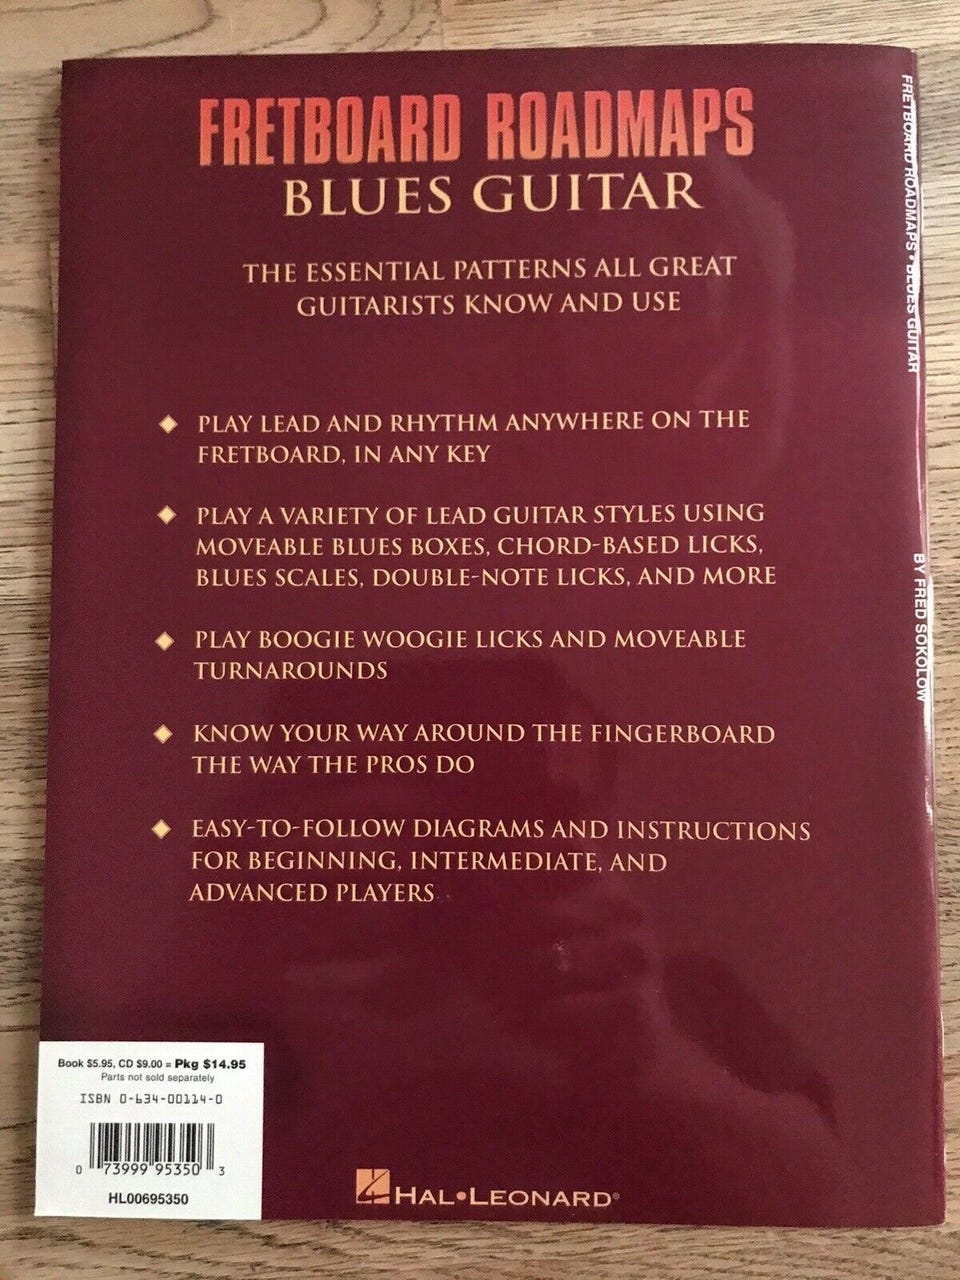 FRETBOARD ROADMAPS
BLUES GUITAR
THE ESSENTIAL PATTERNS ALL GREAT
GUITARISTS KNOW AND USE
PLAY LEAD AND RHYTHM ANYWHERE ON THE
FRETBOARD, IN ANY KEY
PLAY A VARIETY OF LEAD GUITAR STYLES USING
MOVEABLE BLUES BOXES, CHORD-BASED LICKS,
BLUES SCALES, DOUBLE-NOTE LICKS, AND MORE
PLAY BOOGIE WOOGIE LICKS AND MOVEABLE
TURNAROUNDS
KNOW YOUR WAY AROUND THE FINGERBOARD
THE WAY THE PROS DO
EASY-TO-FOLLOW DIAGRAMS AND INSTRUCTIONS
FOR BEGINNING, INTERMEDIATE, AND
ADVANCED PLAYERS
Book $5.95, CD $9.00 = Pkg $14.95
Parts not sold separately
ISBN 0-634-00114-0
0 73999 95350 3
HL00695350
HAL•LEONARD®
FRETBOARD ROADMAPS • BLUES GUITAR
BY FRED SOKOLOW